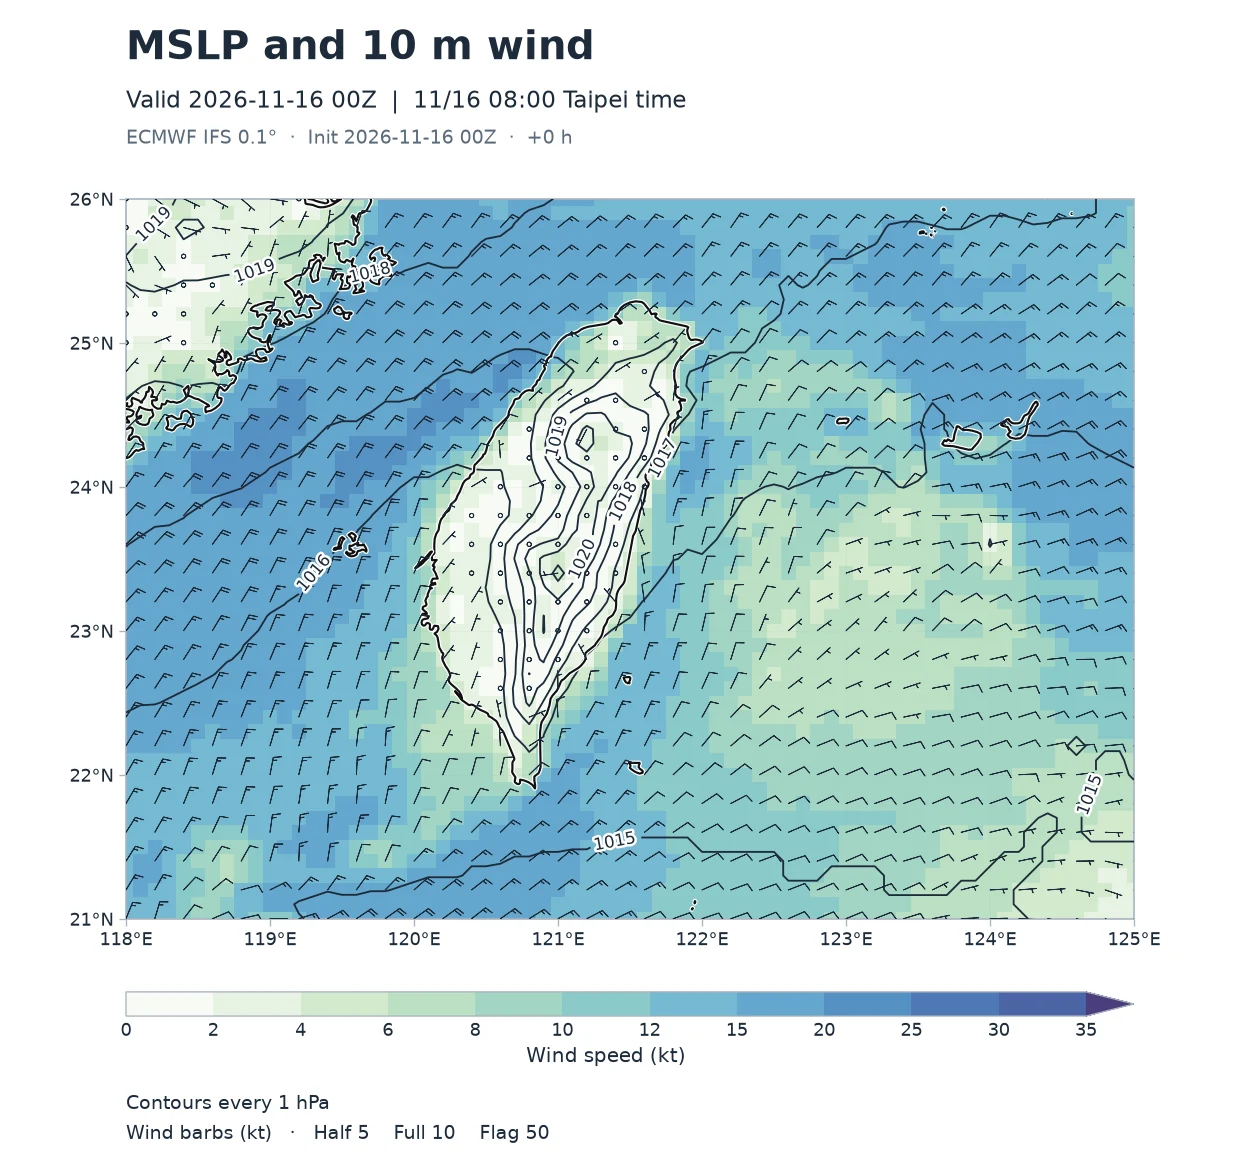 MSLP and 10 m wind
Valid 2026-11-16 00Z | 11/16 08:00 Taipei time
ECMWF IFS 0.1° · Init 2026-11-16 00Z · +0 h
26°N
25°N
24°N
23°N
22°N
21°N
1019
1019
1018
1019
1017
1018
1020
1016
1015
1015
118°E 119°E 120°E 121°E 122°E 123°E 124°E 125°E
0 2 4 6 8 10 12 15 20 25 30 35
Wind speed (kt)
Contours every 1 hPa
Wind barbs (kt) · Half 5 Full 10 Flag 50